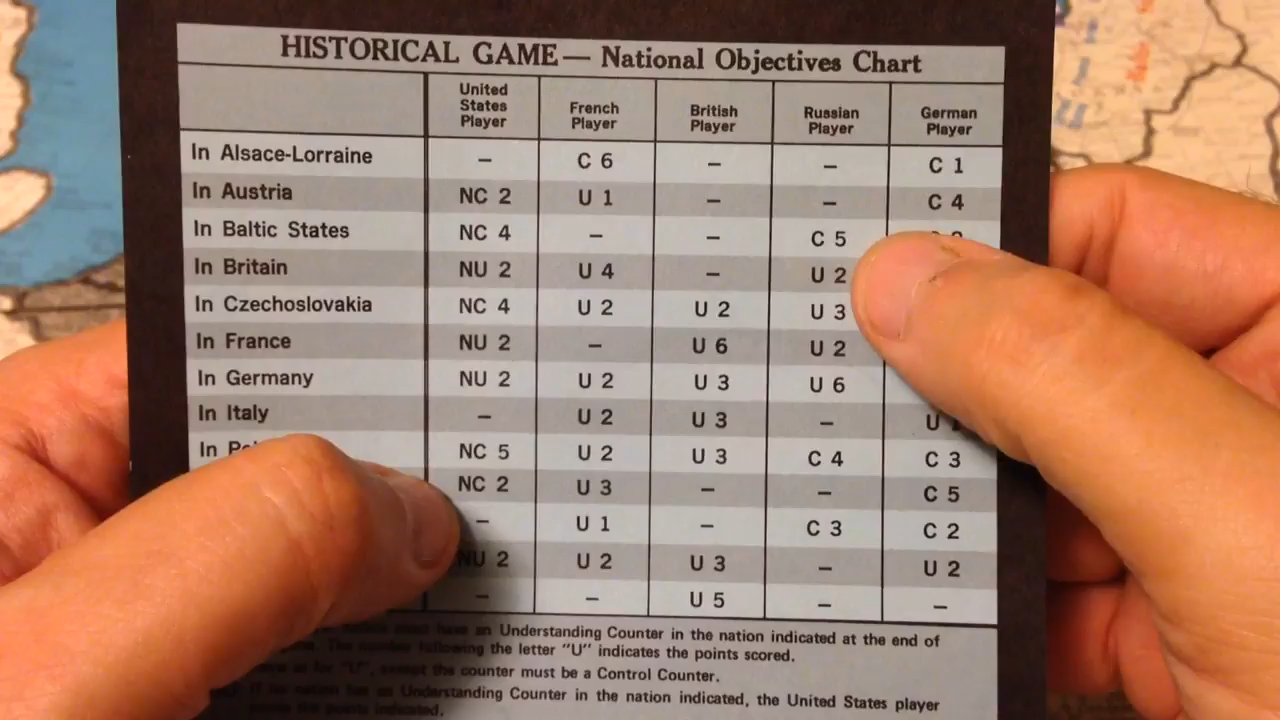 HISTORICAL GAME — National Objectives Chart
United States Player French Player British Player Russian Player German Player
In Alsace-Lorraine – C 6 – – C 1
In Austria NC 2 U 1 – – C 4
In Baltic States NC 4 – – C 5
In Britain NU 2 U 4 – U 2
In Czechoslovakia NC 4 U 2 U 2 U 3
In France NU 2 – U 6 U 2
In Germany NU 2 U 2 U 3 U 6
In Italy – U 2 U 3 – U
In NC 5 U 2 U 3 C 4 C 3
NC 2 U 3 – – C 5
– U 1 – C 3 C 2
NU 2 U 2 U 3 – U 2
– – U 5 – –
must have an Understanding Counter in the nation indicated at the end of
The number following the letter "U" indicates the points scored.
as for "U", except the counter must be a Control Counter.
If no nation has an Understanding Counter in the nation indicated, the United States player
the points indicated.